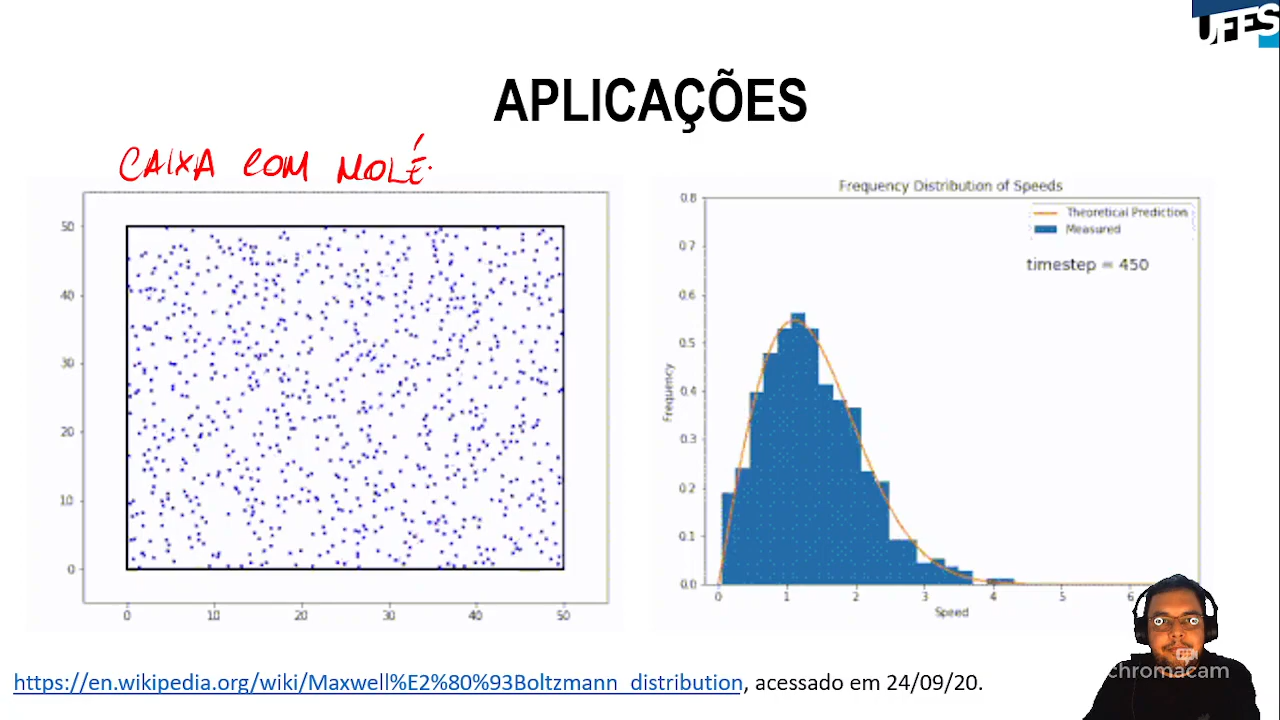 UFES
APLICAÇÕES
CAIXA COM MOLÉ
50
40
30
20
10
0
0 10 20 30 40 50
Frequency Distribution of Speeds
Theoretical Prediction
Measured
timestep = 450
0.8
0.7
0.6
0.5
0.4
0.3
0.2
0.1
0.0
Frequency
0 1 2 3 4 5 6
Speed
chromacam
https://en.wikipedia.org/wiki/Maxwell%E2%80%93Boltzmann_distribution, acessado em 24/09/20.